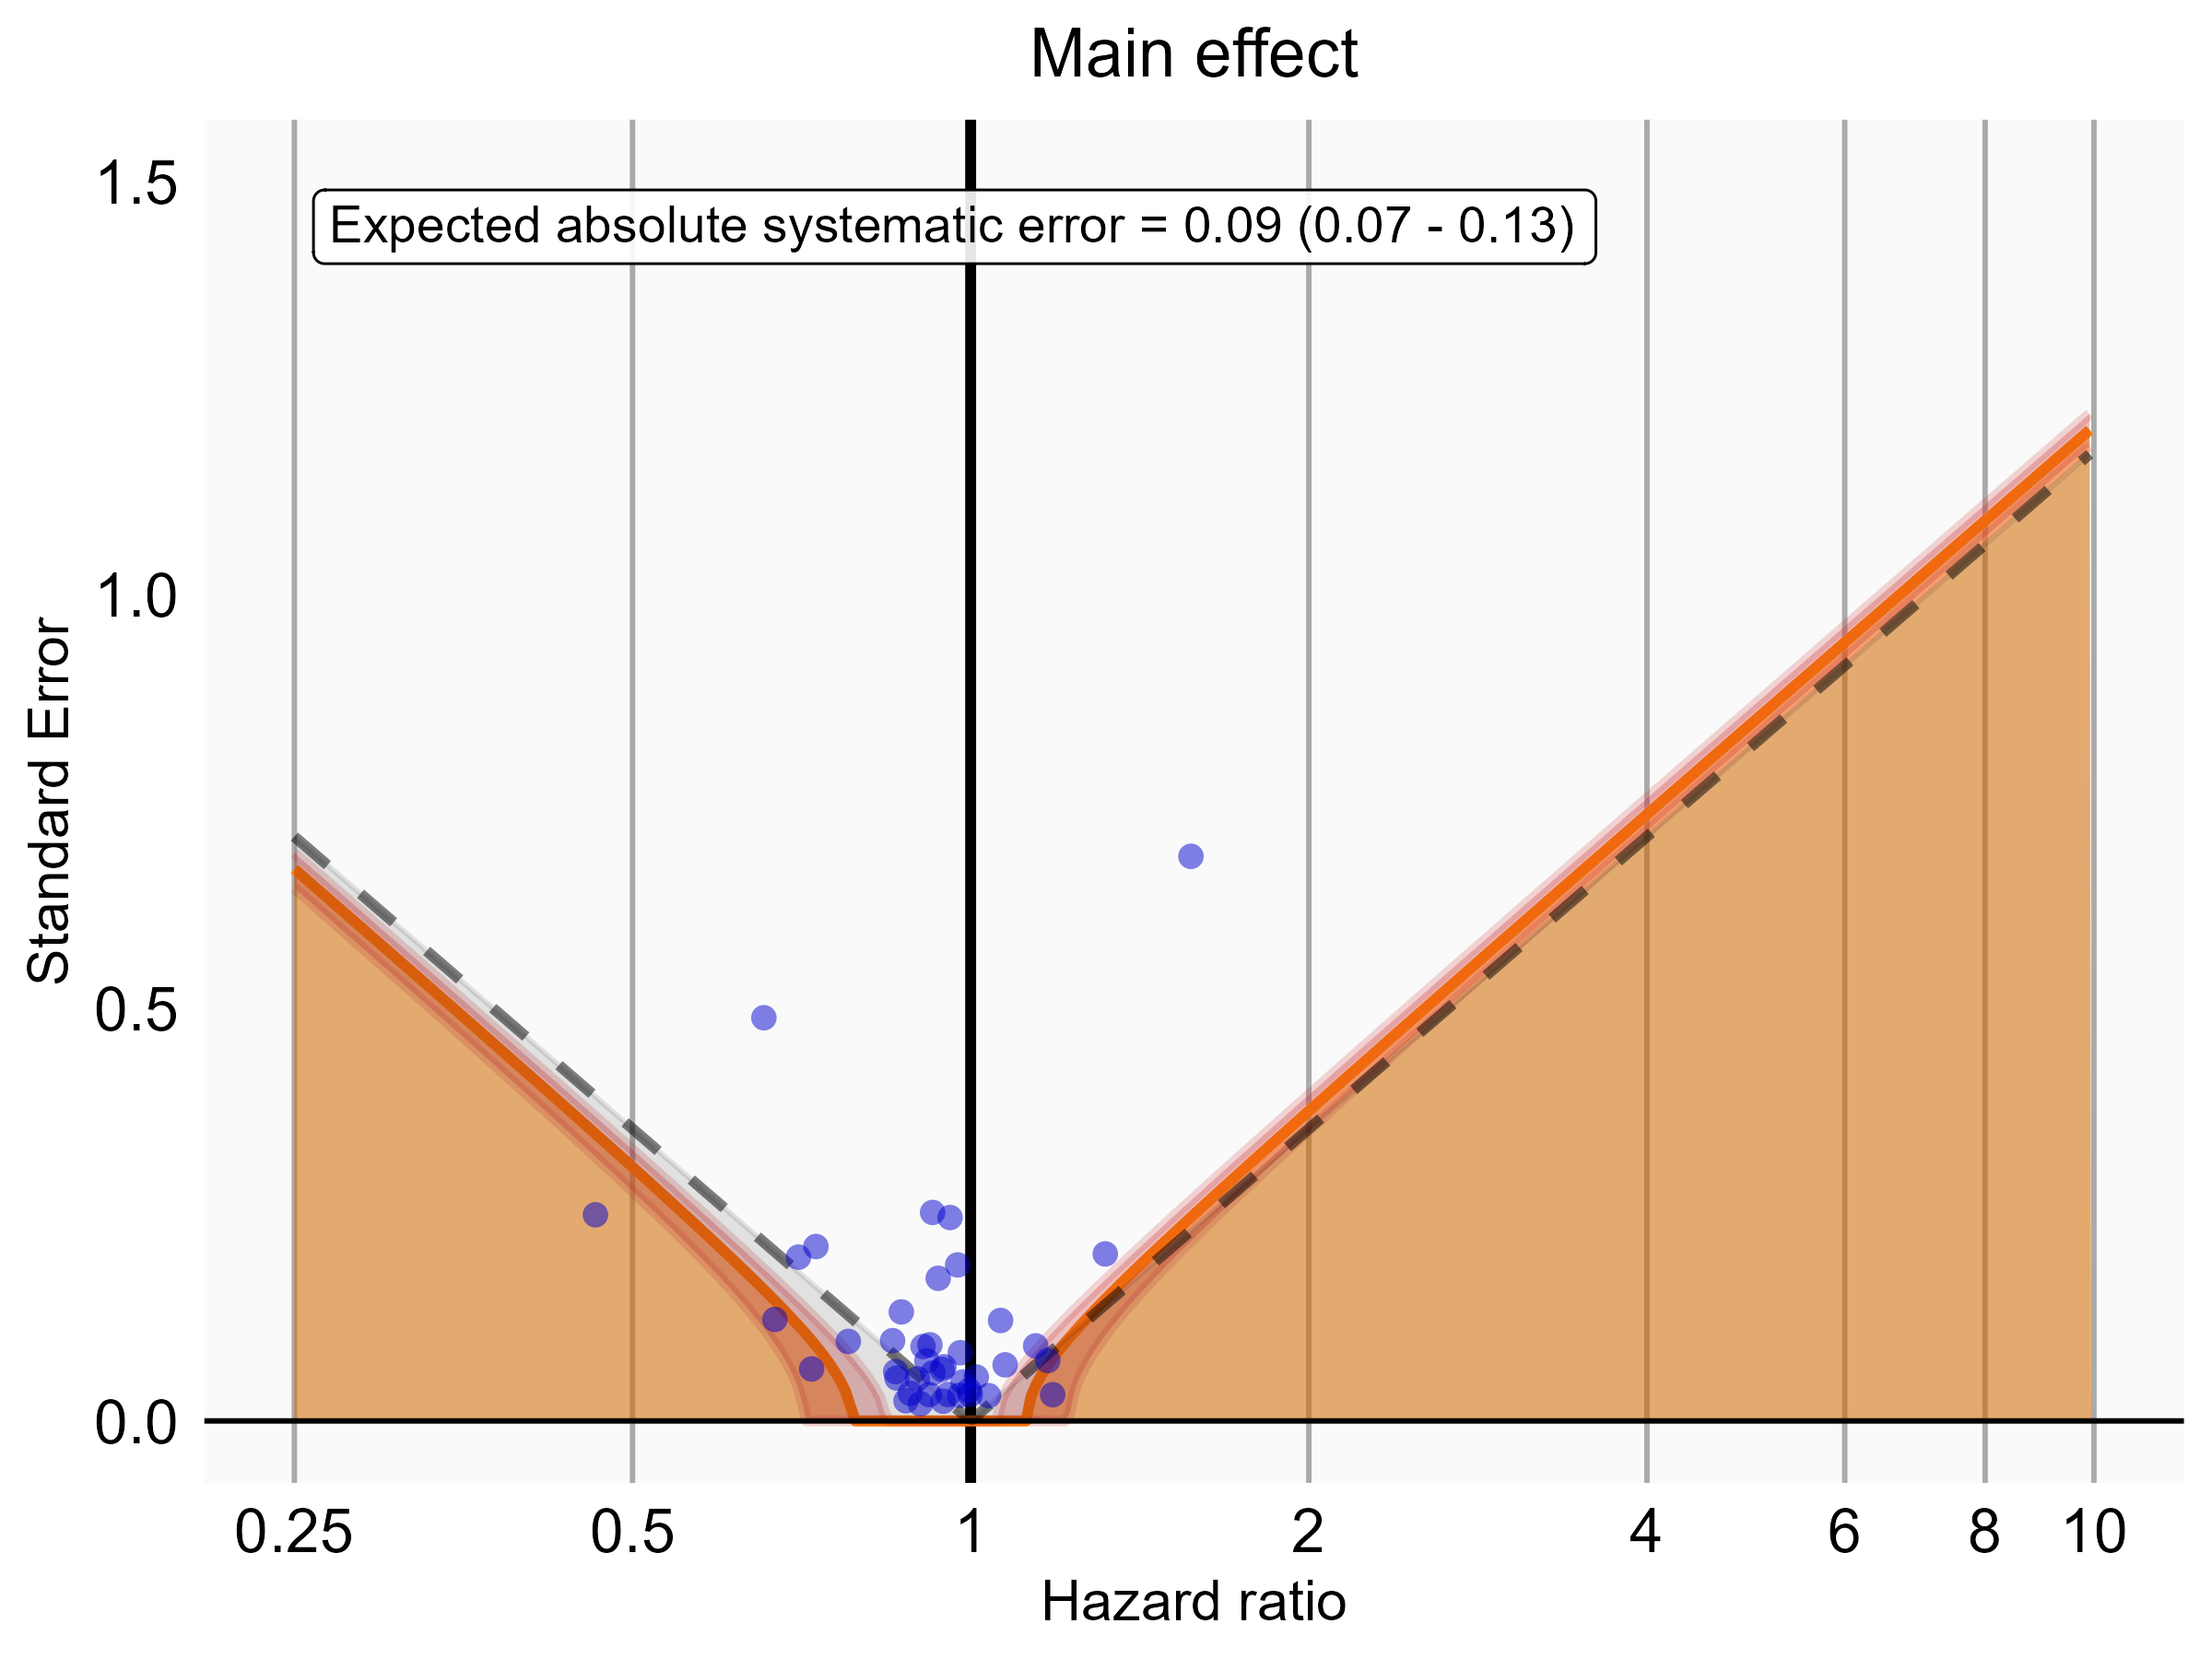 Main effect
1.5
Expected absolute systematic error = 0.09 (0.07 - 0.13)
1.0
Standard Error
0.5
0.0
0.25 0.5 1 2 4 6 8 10
Hazard ratio